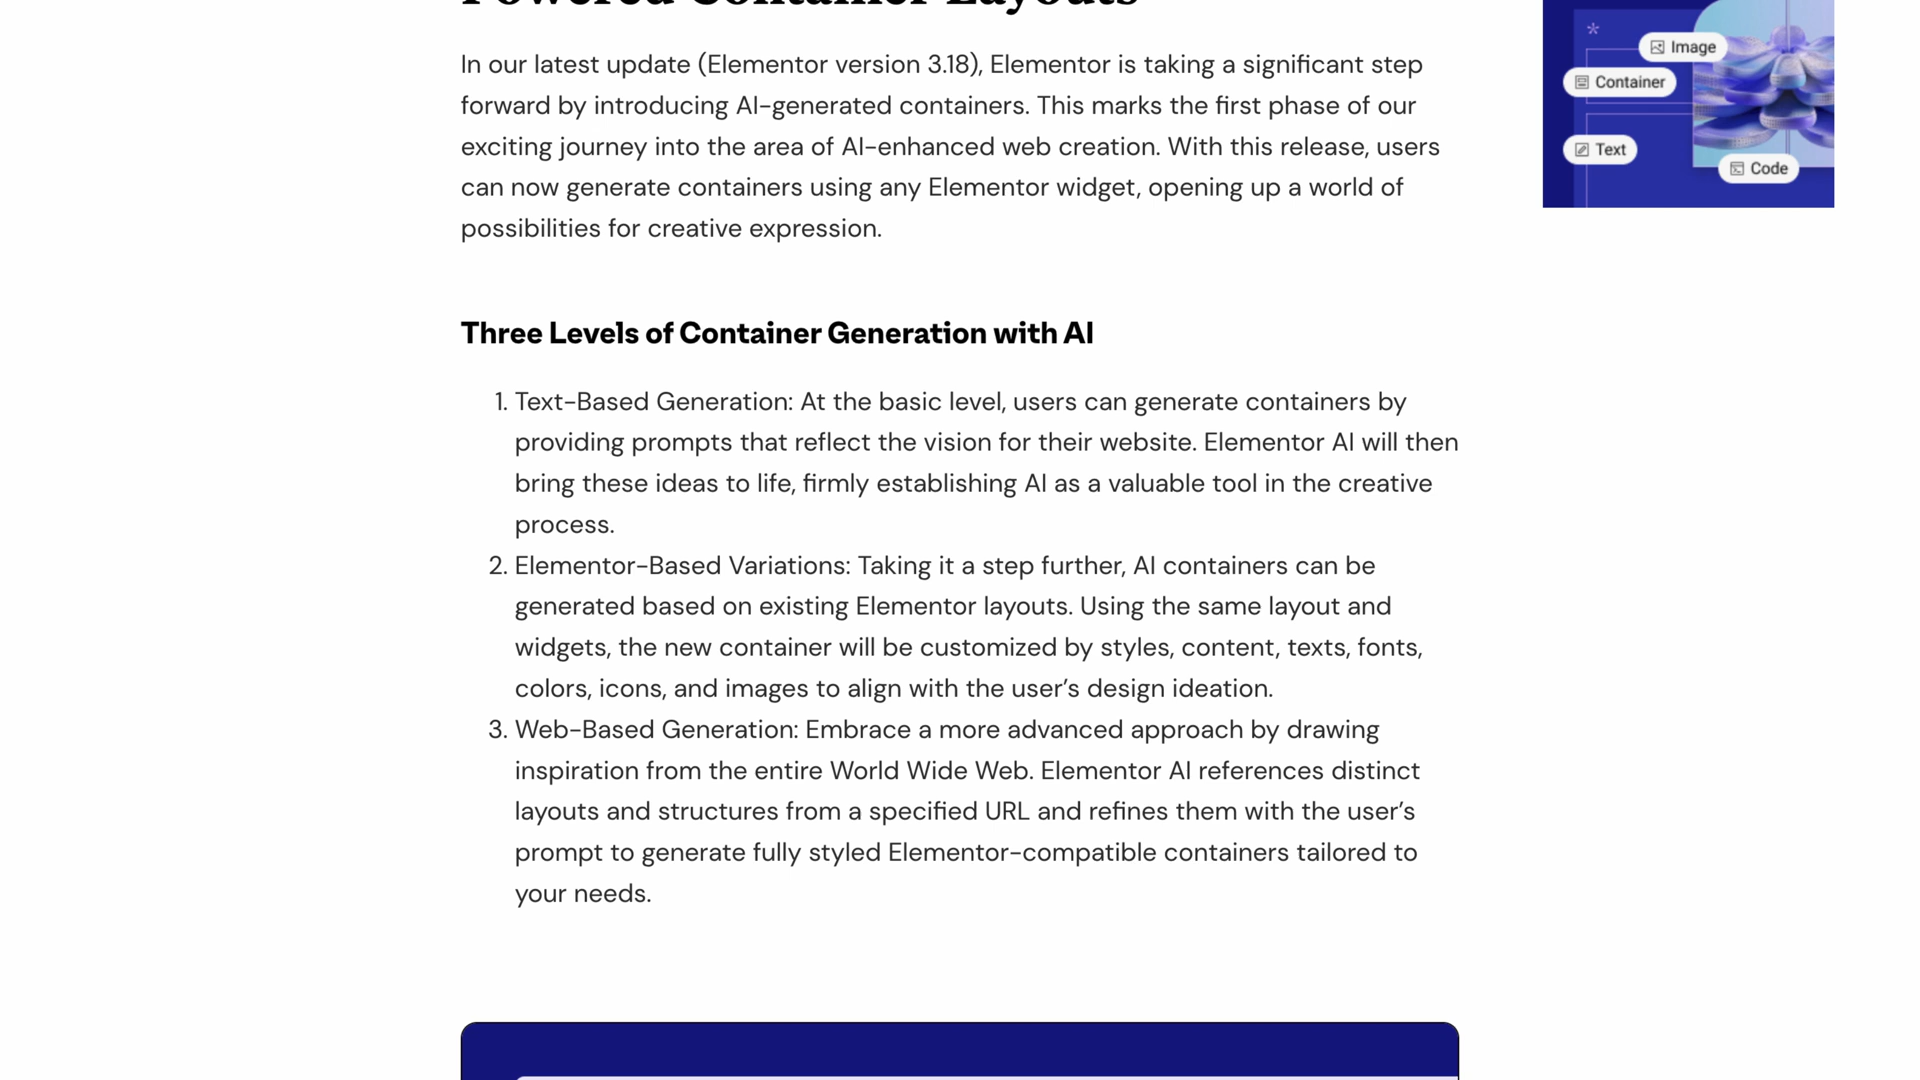 Powered Container Layouts
In our latest update (Elementor version 3.18), Elementor is taking a significant step
forward by introducing AI-generated containers. This marks the first phase of our
exciting journey into the area of AI-enhanced web creation. With this release, users
can now generate containers using any Elementor widget, opening up a world of
possibilities for creative expression.
Three Levels of Container Generation with AI
1. Text-Based Generation: At the basic level, users can generate containers by
providing prompts that reflect the vision for their website. Elementor AI will then
bring these ideas to life, firmly establishing AI as a valuable tool in the creative
process.
2. Elementor-Based Variations: Taking it a step further, AI containers can be
generated based on existing Elementor layouts. Using the same layout and
widgets, the new container will be customized by styles, content, texts, fonts,
colors, icons, and images to align with the user’s design ideation.
3. Web-Based Generation: Embrace a more advanced approach by drawing
inspiration from the entire World Wide Web. Elementor AI references distinct
layouts and structures from a specified URL and refines them with the user’s
prompt to generate fully styled Elementor-compatible containers tailored to
your needs.
Image
Container
Text
Code